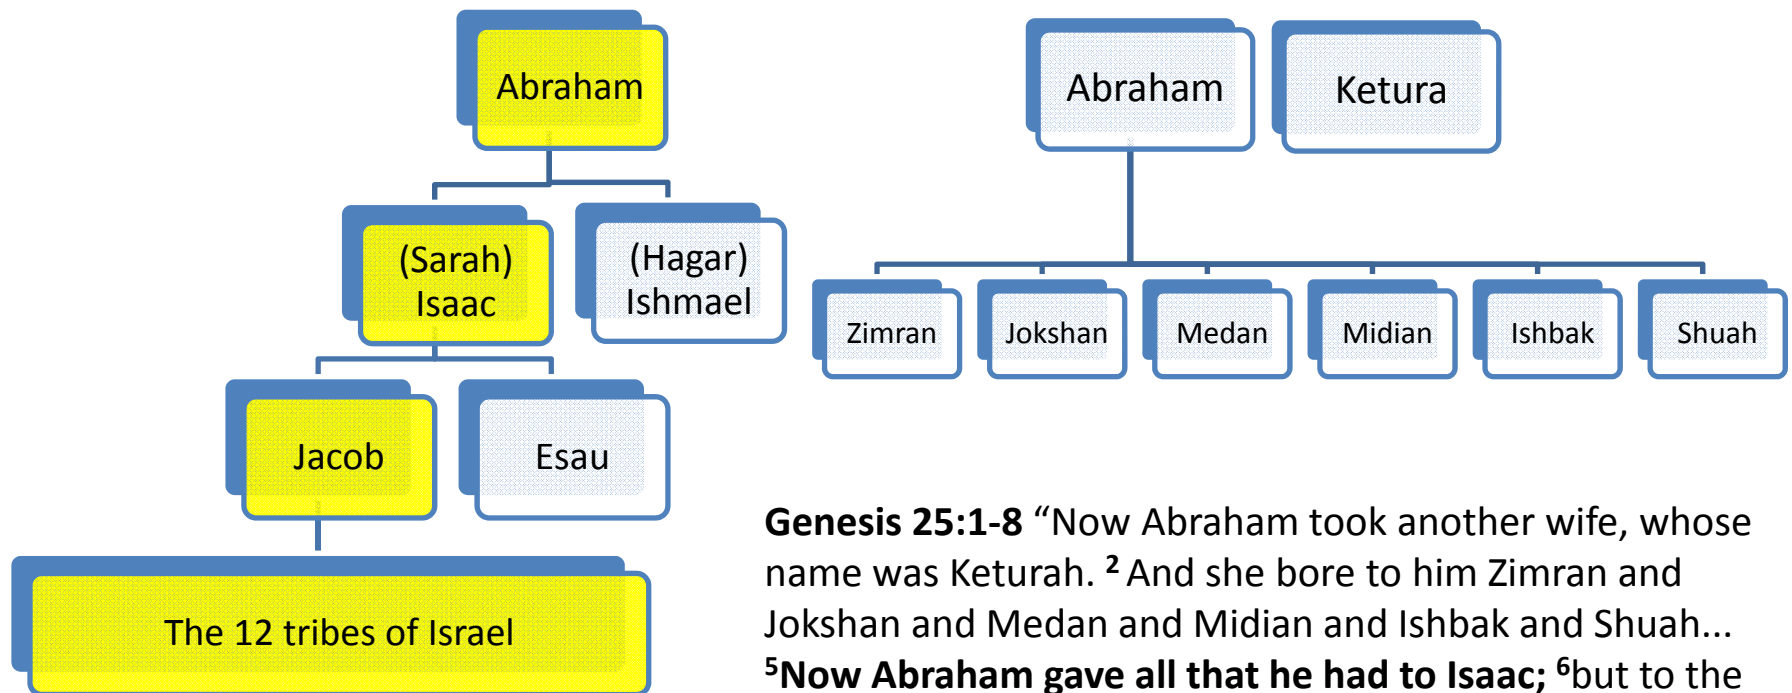 Abraham
(Sarah)
Isaac
(Hagar)
Ishmael
Jacob
Esau
The 12 tribes of Israel
Abraham
Ketura
Zimran
Jokshan
Medan
Midian
Ishbak
Shuah
Genesis 25:1-8 “Now Abraham took another wife, whose
name was Keturah. ² And she bore to him Zimran and
Jokshan and Medan and Midian and Ishbak and Shuah...
⁵Now Abraham gave all that he had to Isaac; ⁶but to the